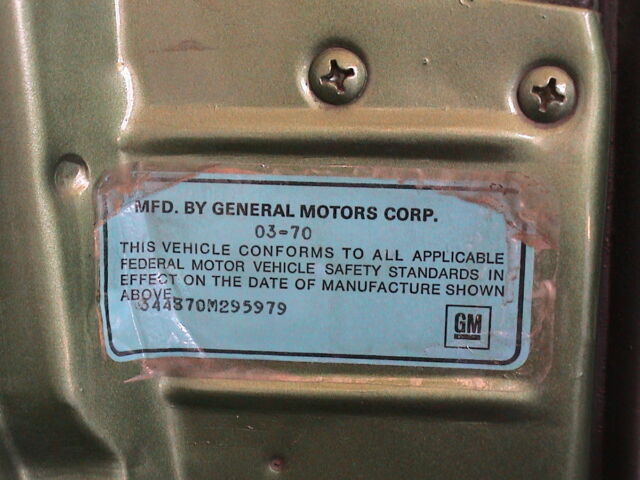 MFD. BY GENERAL MOTORS CORP.
03-70
THIS VEHICLE CONFORMS TO ALL APPLICABLE
FEDERAL MOTOR VEHICLE SAFETY STANDARDS IN
EFFECT ON THE DATE OF MANUFACTURE SHOWN
ABOVE
344870M295979
GM